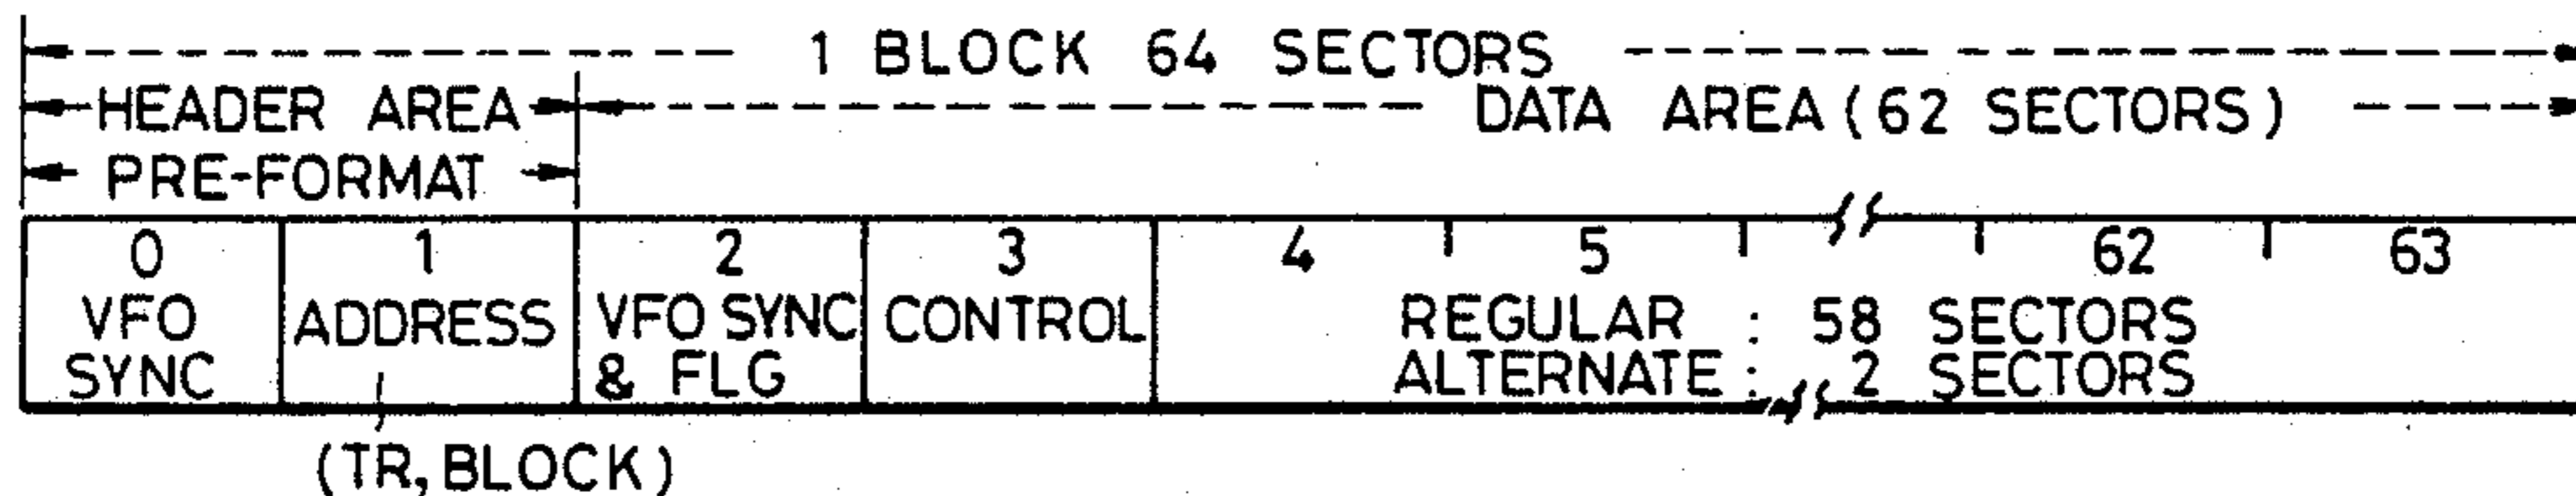 1 BLOCK 64 SECTORS
HEADER AREA DATA AREA (62 SECTORS)
PRE-FORMAT
0 1 2 3 4 5 62 63
VFO ADDRESS VFO SYNC CONTROL REGULAR : 58 SECTORS
SYNC & FLG ALTERNATE : 2 SECTORS
(TR, BLOCK)